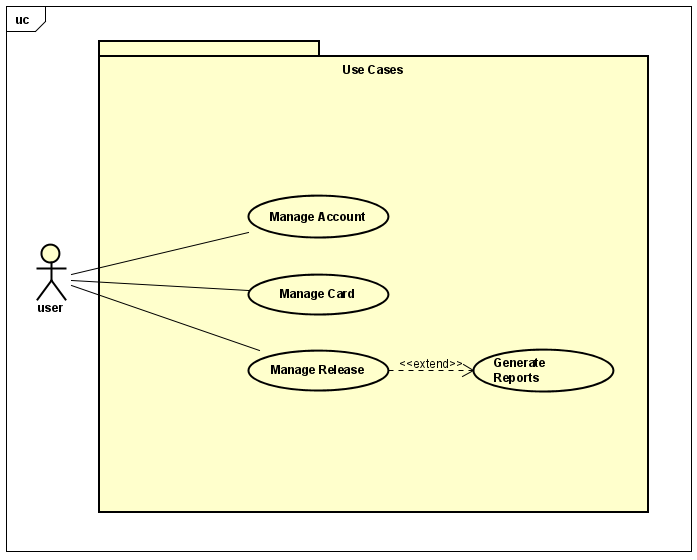 uc
Use Cases
Manage Account
user
Manage Card
Manage Release
<<extend>>
Generate
Reports